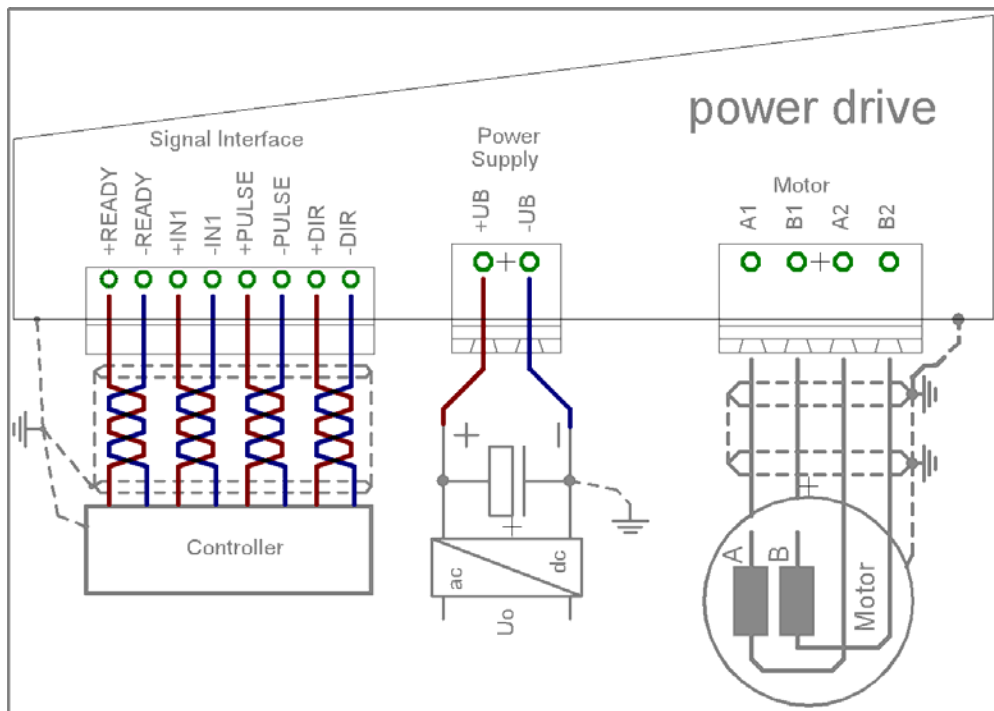 power drive
Signal Interface
+READY
-READY
+IN1
-IN1
+PULSE
-PULSE
+DIR
-DIR
Power
Supply
+UB
-UB
Motor
A1
B1
A2
B2
Controller
+
ac
dc
Uo
A
B
Motor